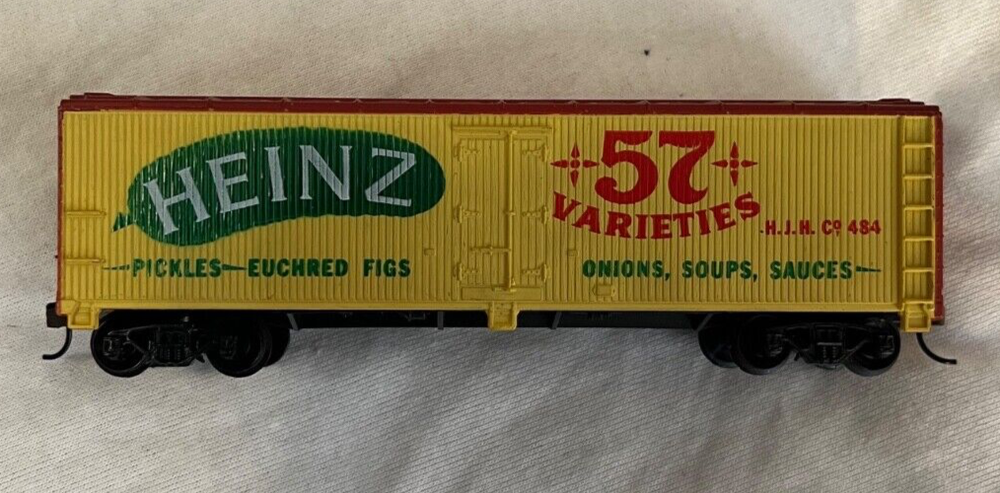 HEINZ
PICKLES—EUCHRED FIGS
57
VARIETIES
H.J.H. Co. 484
ONIONS, SOUPS, SAUCES